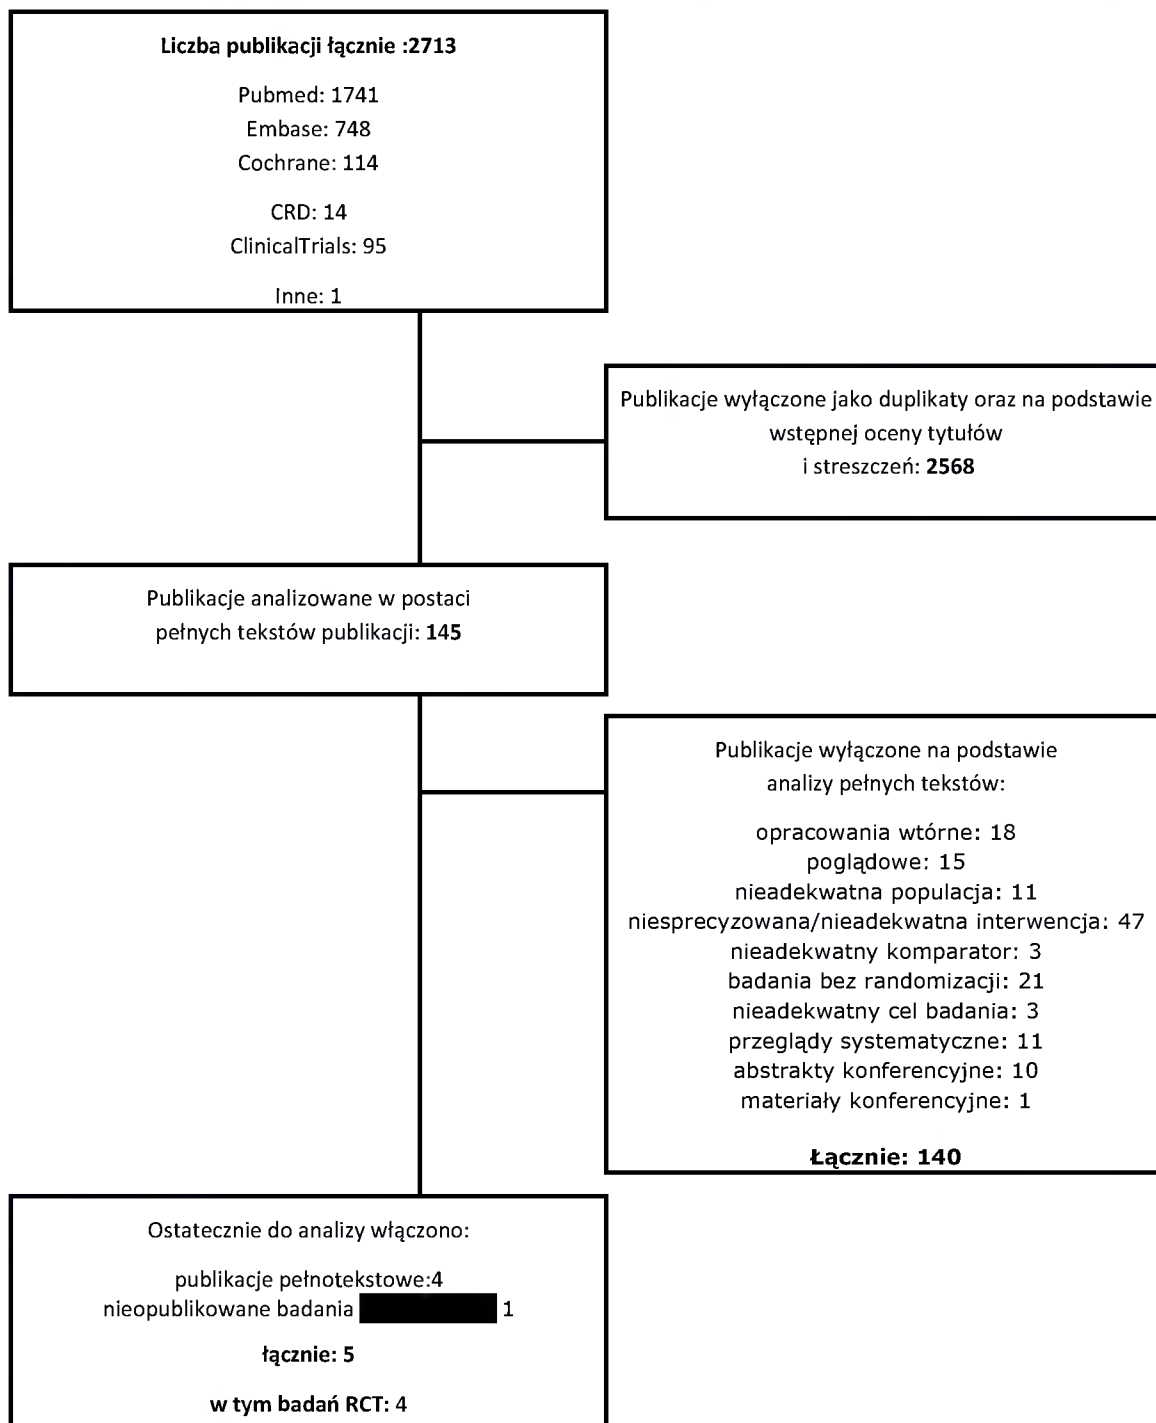 Liczba publikacji łącznie :2713
Pubmed: 1741
Embase: 748
Cochrane: 114
CRD: 14
ClinicalTrials: 95
Inne: 1
Publikacje wyłączone jako duplikaty oraz na podstawie
wstępnej oceny tytułów
i streszczeń: 2568
Publikacje analizowane w postaci
pełnych tekstów publikacji: 145
Publikacje wyłączone na podstawie
analizy pełnych tekstów:
opracowania wtórne: 18
poglądowe: 15
nieadekwatna populacja: 11
niesprecyzowana/nieadekwatna interwencja: 47
nieadekwatny komparator: 3
badania bez randomizacji: 21
nieadekwatny cel badania: 3
przeglądy systematyczne: 11
abstrakty konferencyjne: 10
materiały konferencyjne: 1
Łącznie: 140
Ostatecznie do analizy włączono:
publikacje pełnotekstowe:4
nieopublikowane badania 1
łącznie: 5
w tym badań RCT: 4